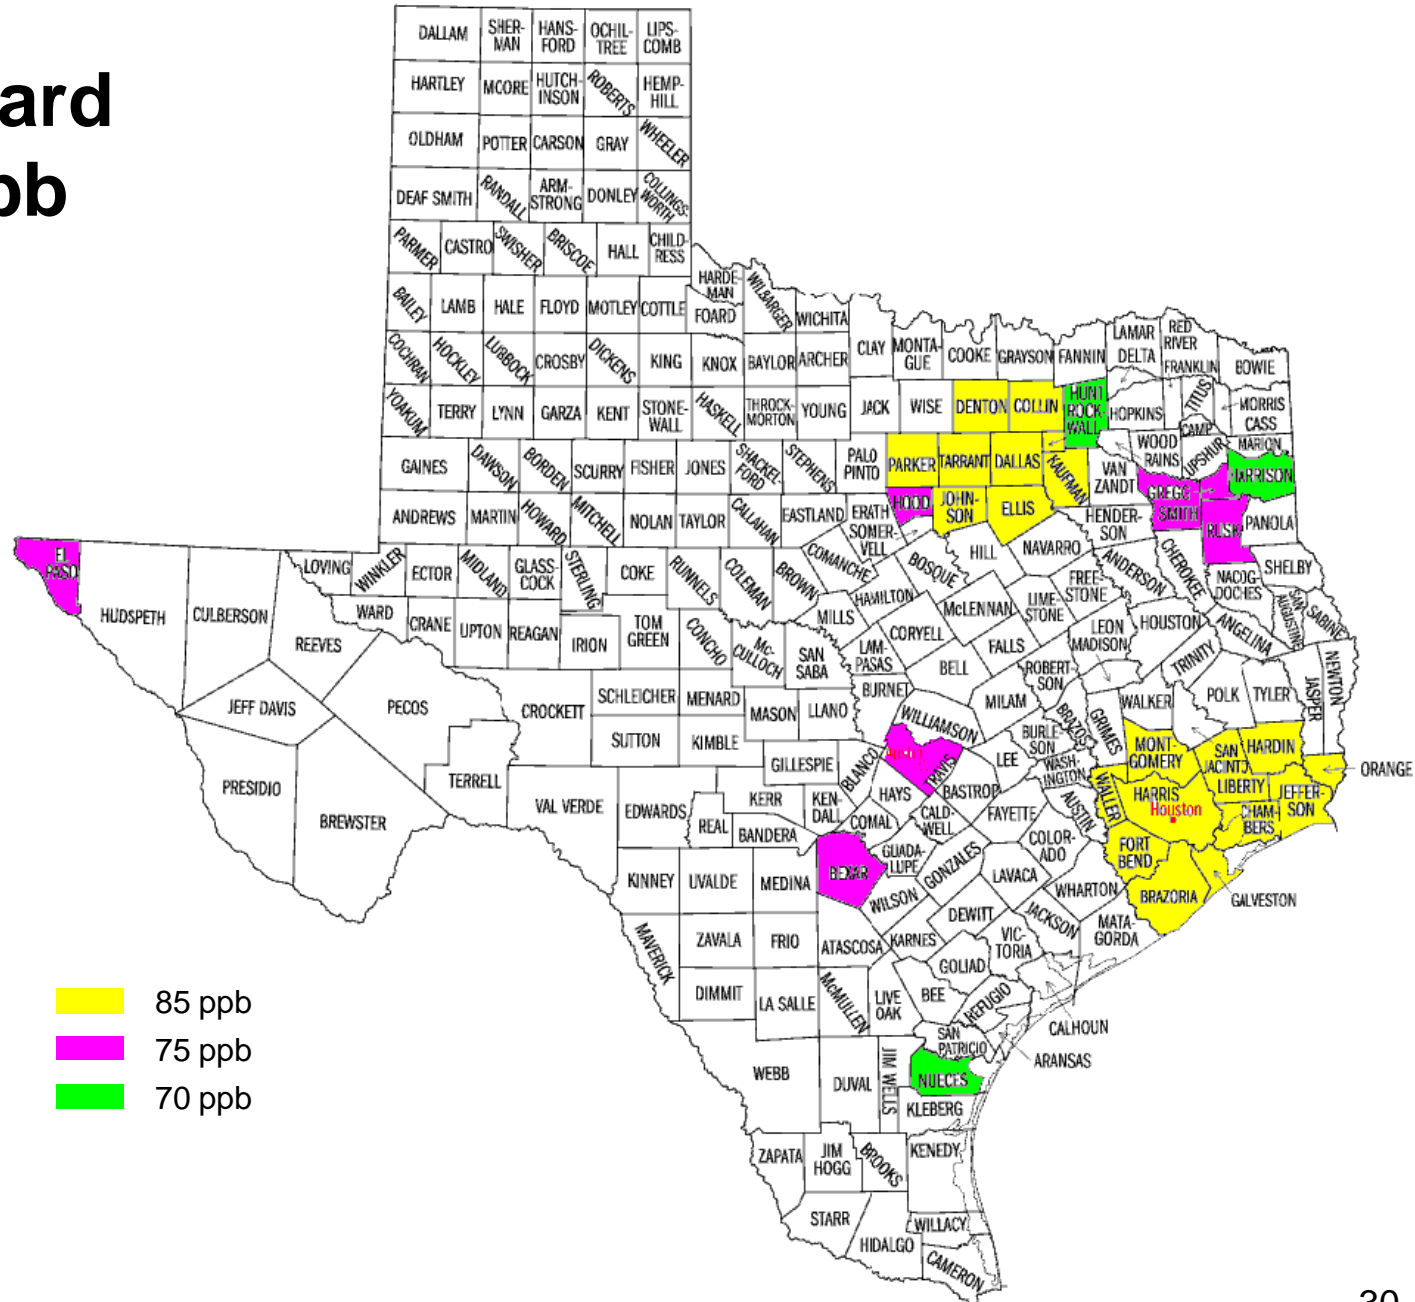 ard
pb
DALLAM
SHER-
MAN
HANS-
FORD
OCHIL-
TREE
LIPS-
COMB
HARTLEY
MOORE
HUTCH-
INSON
ROBERTS
HEMP-
HILL
OLDHAM
POTTER
CARSON
GRAY
WHEELER
DEAF SMITH
RANDALL
ARM-
STRONG
DONLEY
COLLINGS-
WORTH
PARMER
CASTRO
SWISHER
BRISCOE
HALL
CHILD-
RESS
HARDE-
MAN
BAILEY
LAMB
HALE
FLOYD
MOTLEY
COTTLE
FOARD
WILBARGER
WICHITA
COCHRAN
HOCKLEY
LUBBOCK
CROSBY
DICKENS
KING
KNOX
BAYLOR
ARCHER
CLAY
MONTA-
GUE
COOKE
GRAYSON
FANNIN
LAMAR
DELTA
RED
RIVER
FRANKLIN
BOWIE
YOAKUM
TERRY
LYNN
GARZA
KENT
STONE-
WALL
HASKELL
THROCK-
MORTON
YOUNG
JACK
WISE
DENTON
COLLIN
HUNT
ROCK-
WALL
HOPKINS
TITUS
CAMP
MORRIS
CASS
MARION
GAINES
DAWSON
BORDEN
SCURRY
FISHER
JONES
SHACKEL-
FORD
STEPHENS
PALO
PINTO
PARKER
TARRANT
DALLAS
KAUFMAN
VAN
ZANDT
WOOD
RAINS
UPSHUR
HARRISON
GREGG
SMITH
RUSK
PANOLA
ANDREWS
MARTIN
HOWARD
MITCHELL
NOLAN
TAYLOR
CALLAHAN
EASTLAND
ERATH
SOMER-
VELL
HOOD
JOHN-
SON
ELLIS
HENDER-
SON
EL
PASO
HUDSPETH
CULBERSON
LOVING
WINKLER
ECTOR
MIDLAND
GLASS-
COCK
STERLING
COKE
RUNNELS
COLEMAN
BROWN
COMANCHE
BOSQUE
HILL
NAVARRO
ANDERSON
CHEROKEE
NACOG-
DOCHES
SHELBY
SAN
AUGUSTINE
SABINE
REEVES
WARD
CRANE
UPTON
REAGAN
IRION
TOM
GREEN
CONCHO
Mc-
CULLOCH
SAN
SABA
MILLS
HAMILTON
CORYELL
McLENNAN
LIME-
STONE
FREE-
STONE
LEON
MADISON
HOUSTON
ANGELINA
TRINITY
JEFF DAVIS
PECOS
CROCKETT
SCHLEICHER
MENARD
MASON
LLANO
LAM-
PASAS
BURNET
BELL
FALLS
MILAM
ROBERT-
SON
BRAZOS
GRIMES
WALKER
POLK
TYLER
JASPER
NEWTON
PRESIDIO
BREWSTER
TERRELL
SUTTON
KIMBLE
GILLESPIE
BLANCO
WILLIAMSON
Austin
TRAVIS
BURLE-
SON
LEE
WASH-
INGTON
MONT-
GOMERY
SAN
JACINTO
HARDIN
ORANGE
VAL VERDE
EDWARDS
REAL
KERR
BANDERA
KEN-
DALL
HAYS
COMAL
BASTROP
CALD-
WELL
FAYETTE
AUSTIN
WALLER
HARRIS
Houston
LIBERTY
CHAM-
BERS
JEFFER-
SON
KINNEY
UVALDE
MEDINA
BEXAR
GUADA-
LUPE
GONZALES
LAVACA
COLOR-
ADO
WHARTON
FORT
BEND
BRAZORIA
GALVESTON
MAVERICK
ZAVALA
FRIO
ATASCOSA
WILSON
KARNES
DEWITT
VIC-
TORIA
JACKSON
MATA-
GORDA
DIMMIT
LA SALLE
McMULLEN
LIVE
OAK
BEE
GOLIAD
REFUGIO
CALHOUN
ARANSAS
SAN
PATRICIO
WEBB
DUVAL
JIM WELLS
NUECES
KLEBERG
ZAPATA
JIM
HOGG
BROOKS
KENEDY
STARR
HIDALGO
WILLACY
CAMERON
85 ppb
75 ppb
70 ppb
30